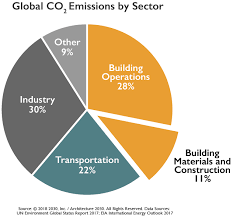 Global CO2 Emissions by Sector
Other
9%
Building
Operations
28%
Industry
30%
Building
Materials and
Construction
11%
Transportation
22%
Source: © 2018 2030, Inc. / Architecture 2030. All Rights Reserved. Data Sources:
UN Environment Global Status Report 2017; EIA International Energy Outlook 2017